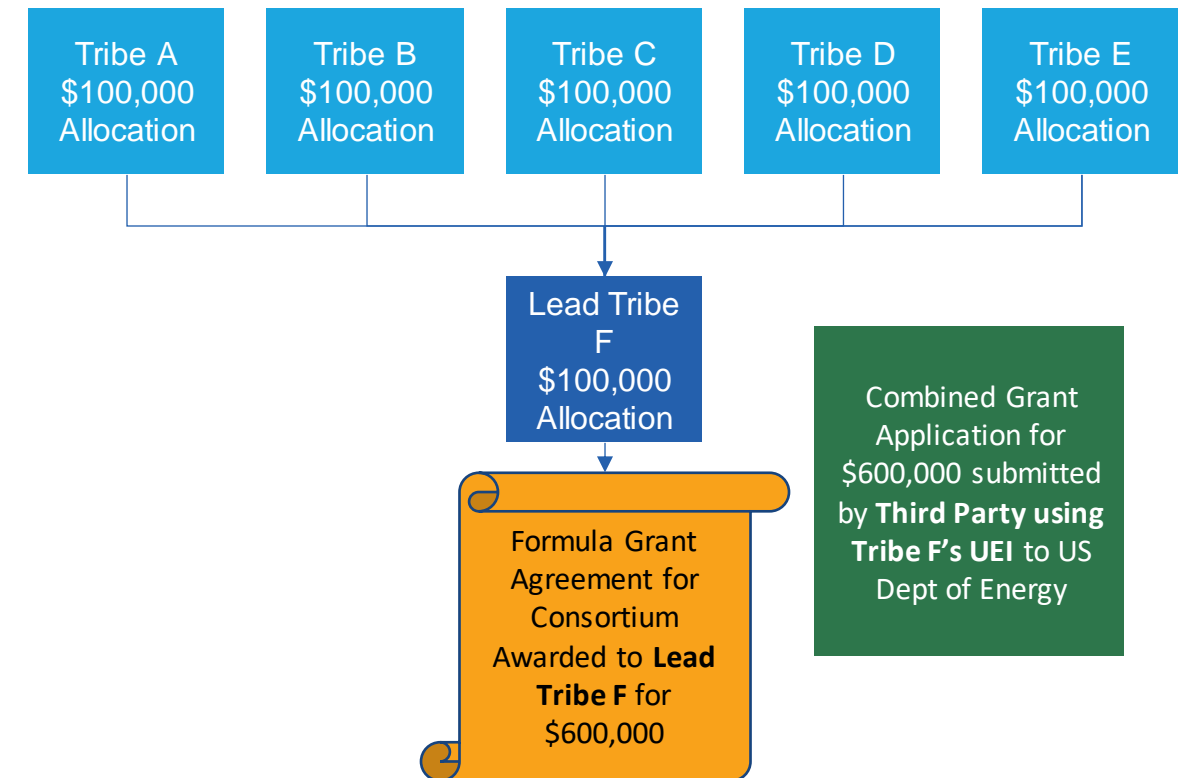 Tribe A
$100,000
Allocation
Tribe B
$100,000
Allocation
Tribe C
$100,000
Allocation
Tribe D
$100,000
Allocation
Tribe E
$100,000
Allocation
Lead Tribe
F
$100,000
Allocation
Combined Grant
Application for
$600,000 submitted
by Third Party using
Tribe F’s UEI to US
Dept of Energy
Formula Grant
Agreement for
Consortium
Awarded to Lead
Tribe F for
$600,000